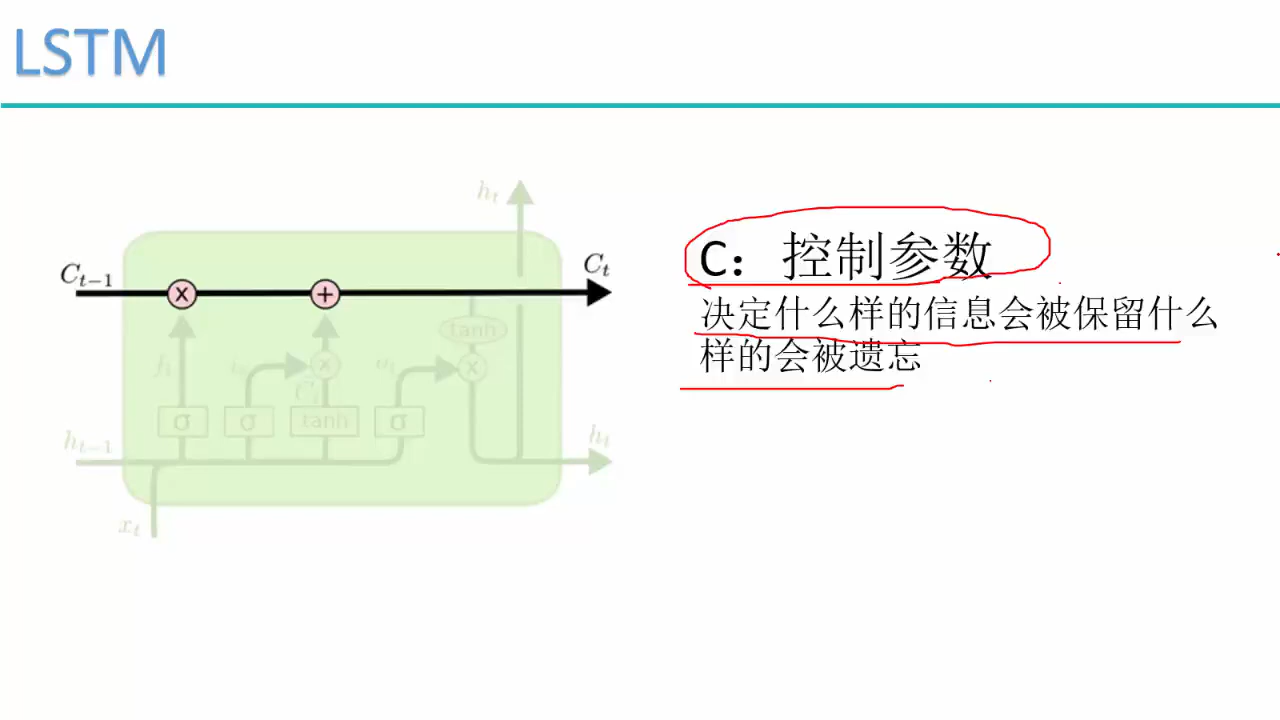 LSTM
h_t
C_{t-1}
×
+
C_t
tanh
f_t
×
×
σ
σ
tanh
σ
h_{t-1}
h_t
x_t
C：控制参数
决定什么样的信息会被保留什么
样的会被遗忘